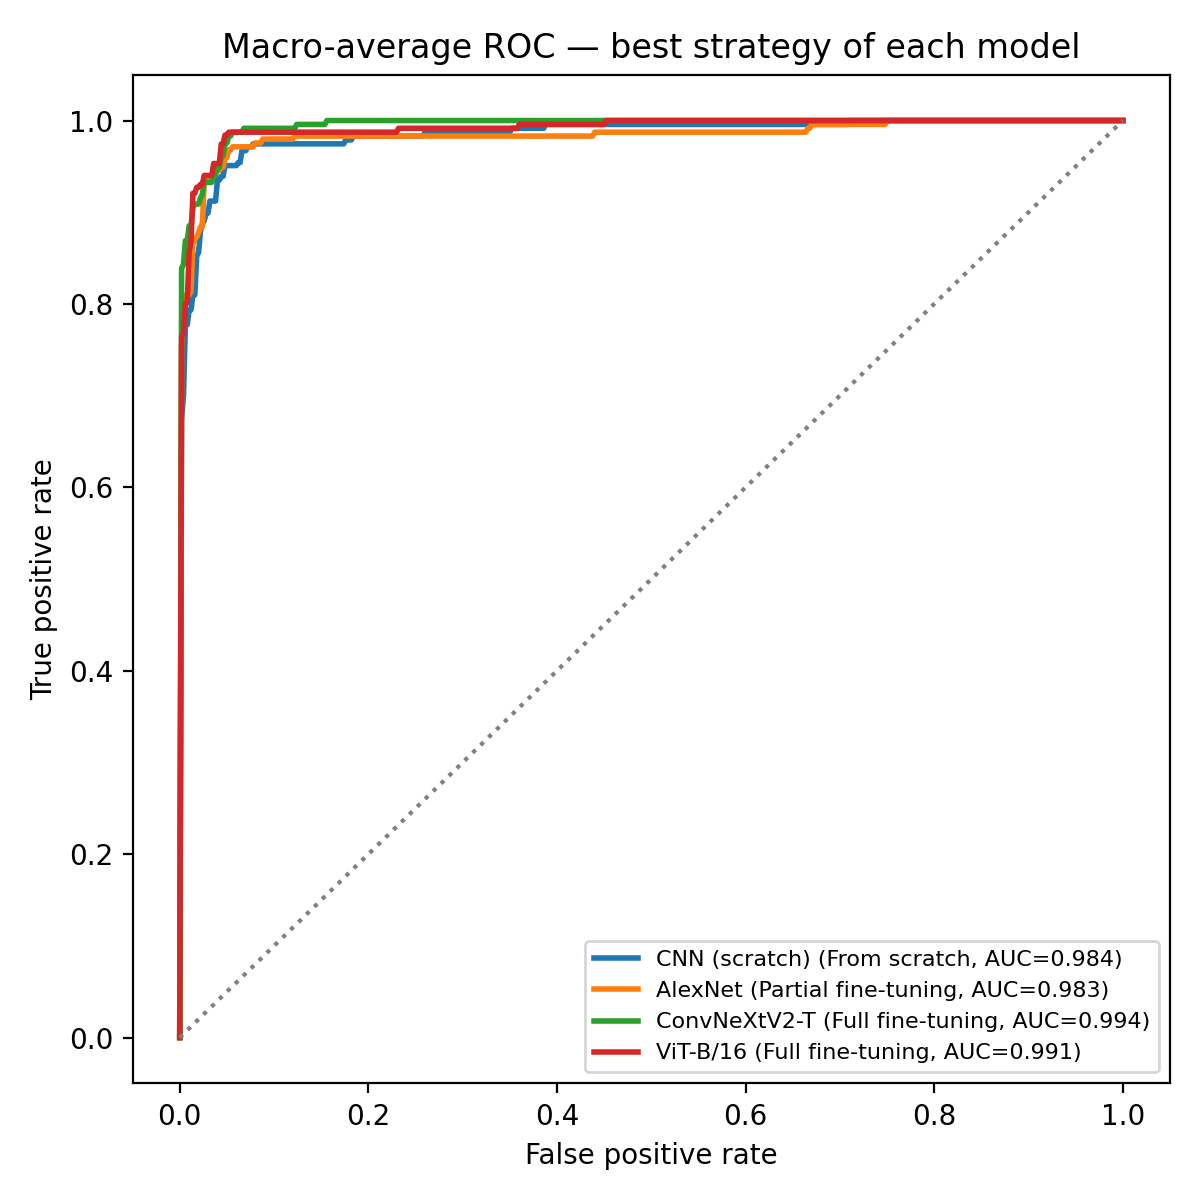 Macro-average ROC — best strategy of each model
1.0
0.8
0.6
0.4
0.2
0.0
True positive rate
CNN (scratch) (From scratch, AUC=0.984)
AlexNet (Partial fine-tuning, AUC=0.983)
ConvNeXtV2-T (Full fine-tuning, AUC=0.994)
ViT-B/16 (Full fine-tuning, AUC=0.991)
0.0 0.2 0.4 0.6 0.8 1.0
False positive rate